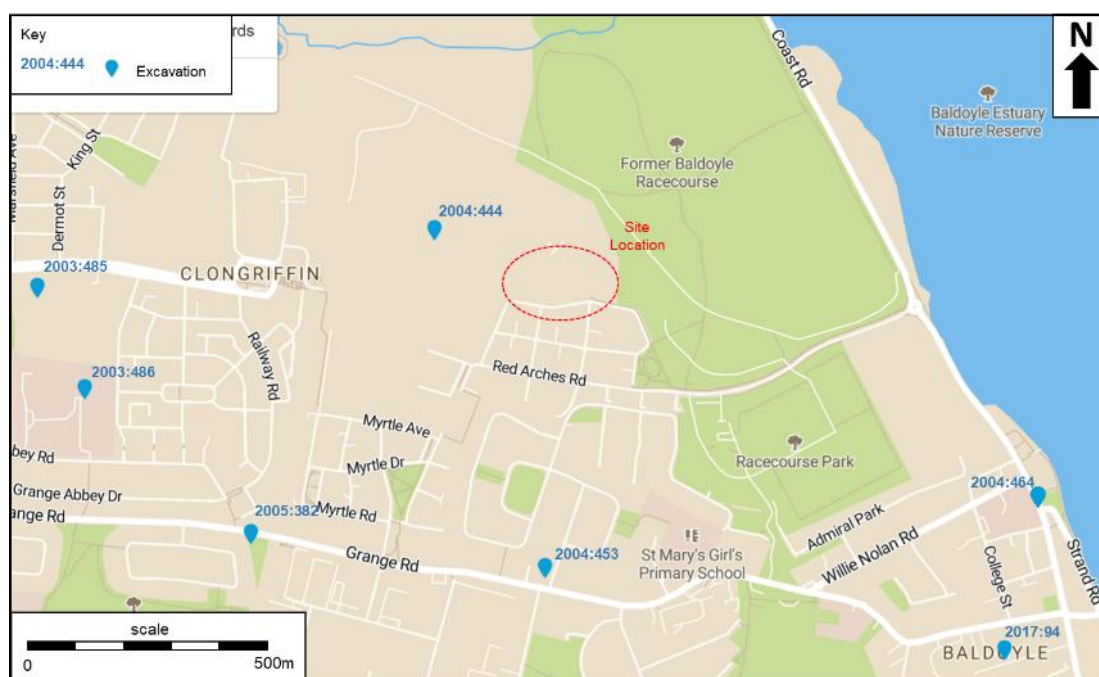 Key
rds
2004:444
Excavation
N
Coast Rd
Baldoyle Estuary
Nature Reserve
King St
Marsfield Ave
Dermot St
Former Baldoyle
Racecourse
2004:444
Site
Location
2003:485
CLONGRIFFIN
Railway Rd
2003:486
Red Arches Rd
Myrtle Ave
bey Rd
Myrtle Dr
Racecourse Park
Grange Abbey Dr
2004:464
ange Rd
2005:382
Myrtle Rd
Admiral Park
Grange Rd
2004:453
St Mary's Girl's
Primary School
Willie Nolan Rd
College St
Strand Rd
scale
0
500m
2017:94
BALDOYLE